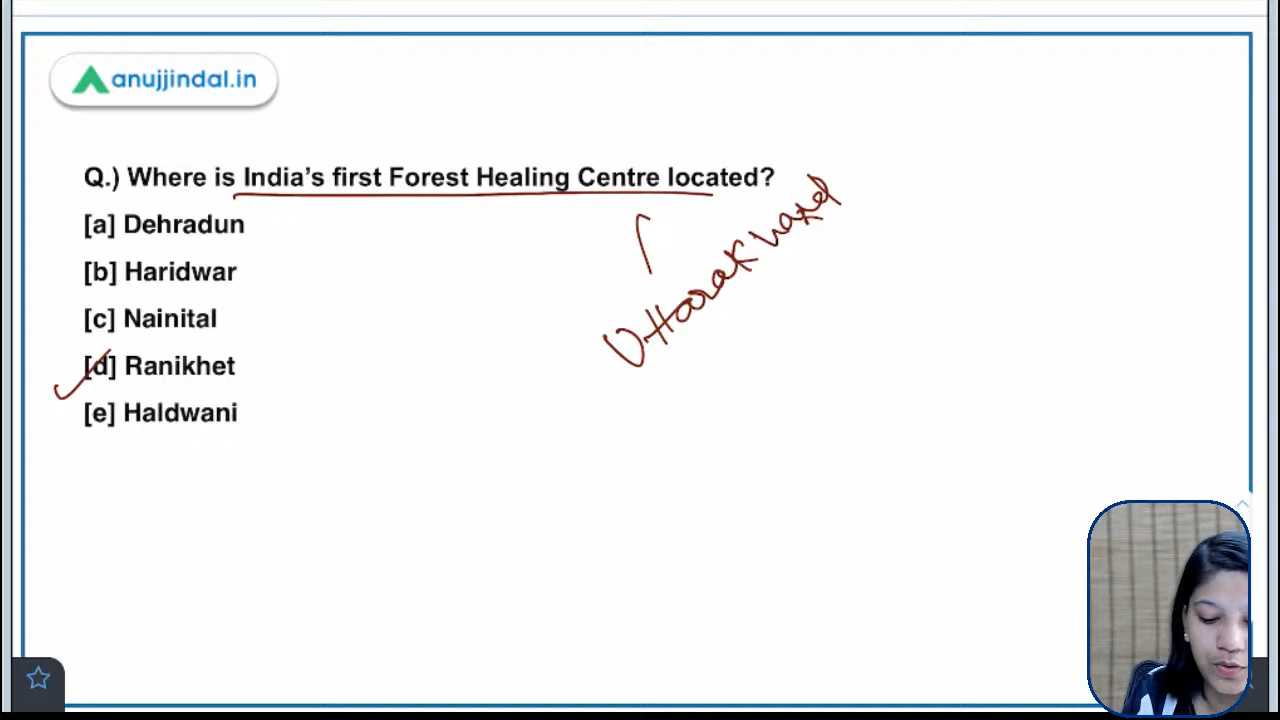 anujjindal.in
Q.) Where is India's first Forest Healing Centre located?
[a] Dehradun
[b] Haridwar
[c] Nainital
[d] Ranikhet
[e] Haldwani
Uttarakhand